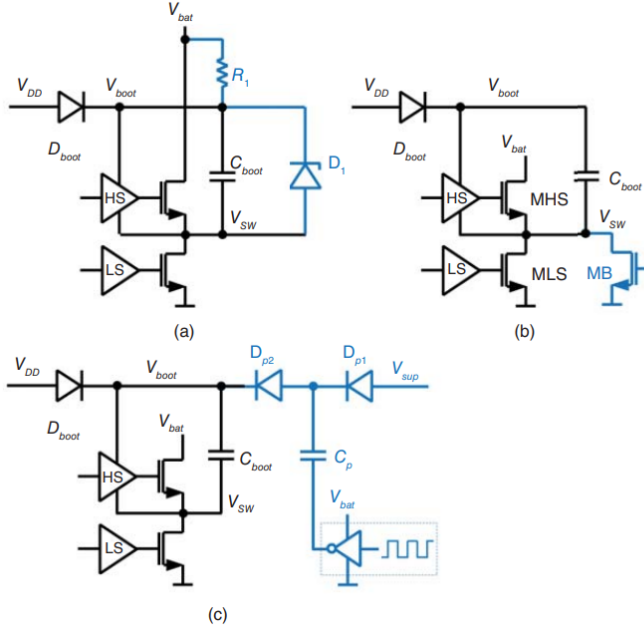 V_bat
R_1
V_DD
V_boot
D_boot
C_boot
D_1
HS
V_SW
LS
(a)
V_DD
V_boot
D_boot
V_bat
C_boot
HS
MHS
V_SW
LS
MLS
MB
(b)
D_p2
D_p1
V_DD
V_boot
V_sup
D_boot
V_bat
C_boot
C_p
HS
V_SW
V_bat
LS
(c)